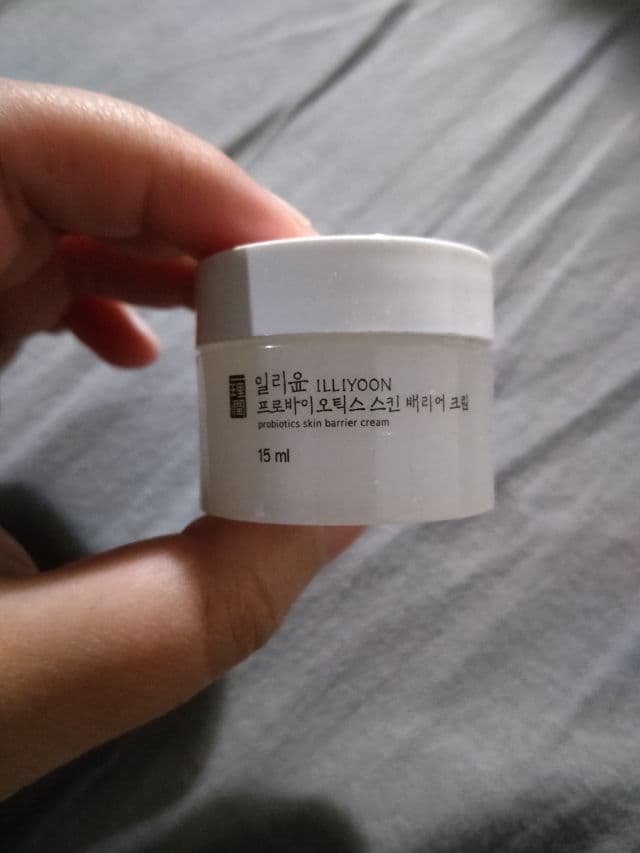 일리윤 ILLIYOON
프로바이오틱스 스킨 배리어 크림
probiotics skin barrier cream
15 ml